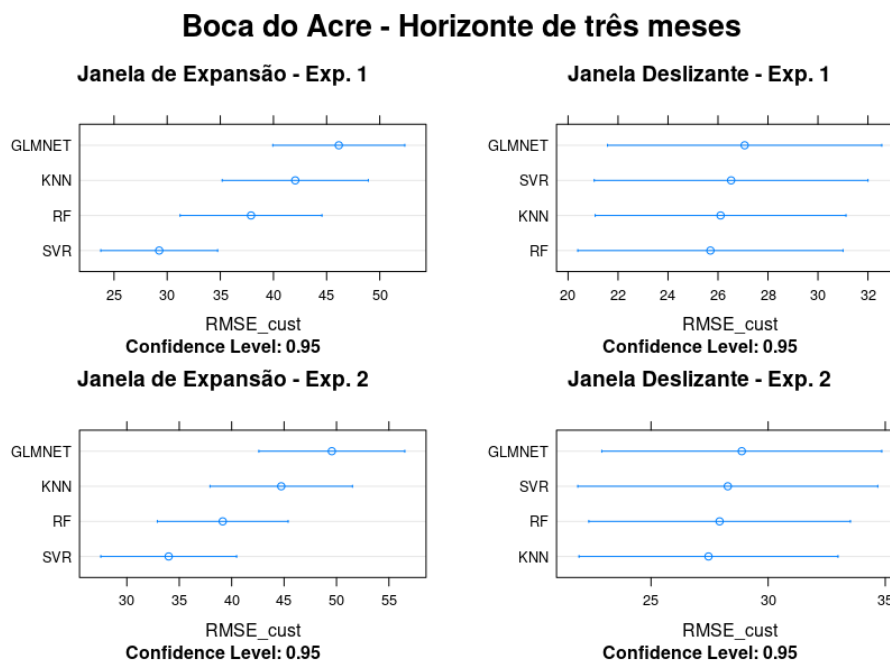 Boca do Acre - Horizonte de três meses
Janela de Expansão - Exp. 1
GLMNET
KNN
RF
SVR
25 30 35 40 45 50
RMSE_cust
Confidence Level: 0.95
Janela Deslizante - Exp. 1
GLMNET
SVR
KNN
RF
20 22 24 26 28 30 32
RMSE_cust
Confidence Level: 0.95
Janela de Expansão - Exp. 2
GLMNET
KNN
RF
SVR
30 35 40 45 50 55
RMSE_cust
Confidence Level: 0.95
Janela Deslizante - Exp. 2
GLMNET
SVR
RF
KNN
25 30 35
RMSE_cust
Confidence Level: 0.95